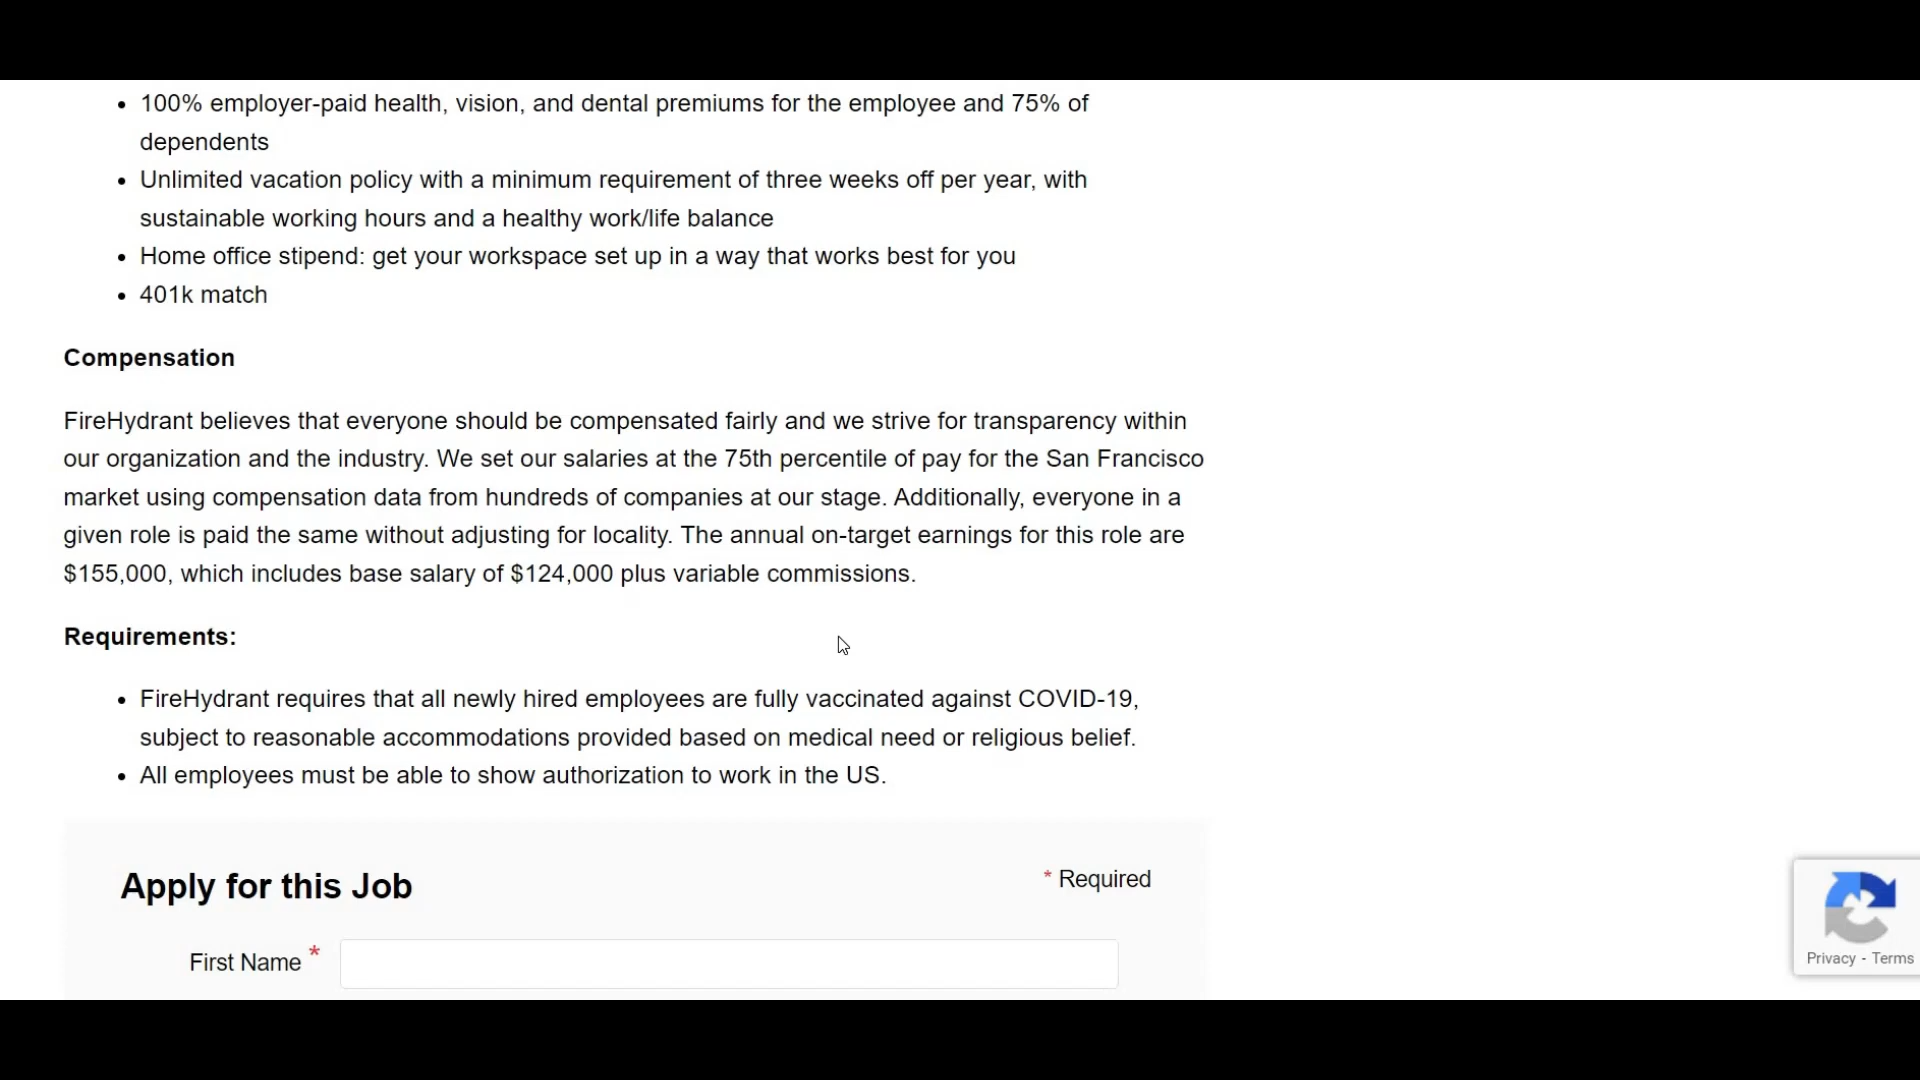 • 100% employer-paid health, vision, and dental premiums for the employee and 75% of
dependents
• Unlimited vacation policy with a minimum requirement of three weeks off per year, with
sustainable working hours and a healthy work/life balance
• Home office stipend: get your workspace set up in a way that works best for you
• 401k match
Compensation
FireHydrant believes that everyone should be compensated fairly and we strive for transparency within
our organization and the industry. We set our salaries at the 75th percentile of pay for the San Francisco
market using compensation data from hundreds of companies at our stage. Additionally, everyone in a
given role is paid the same without adjusting for locality. The annual on-target earnings for this role are
$155,000, which includes base salary of $124,000 plus variable commissions.
Requirements:
• FireHydrant requires that all newly hired employees are fully vaccinated against COVID-19,
subject to reasonable accommodations provided based on medical need or religious belief.
• All employees must be able to show authorization to work in the US.
Apply for this Job
* Required
First Name *
Privacy - Terms